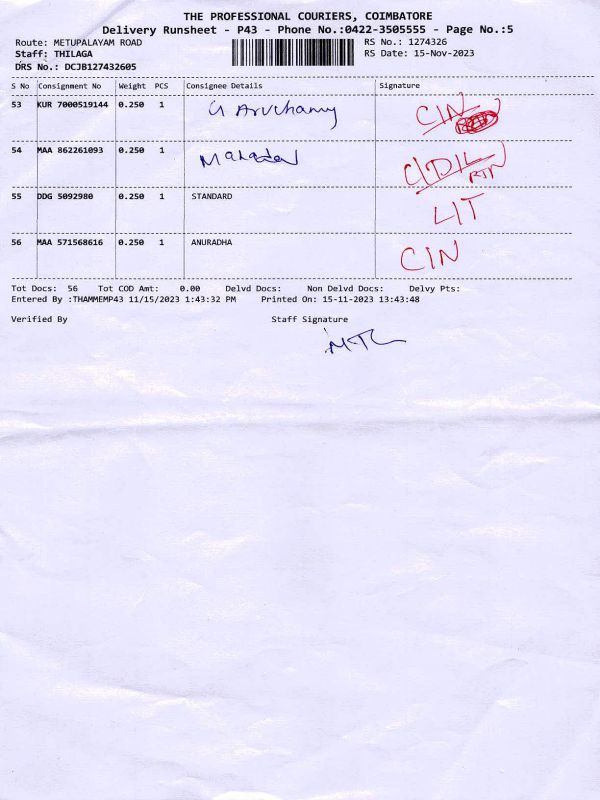 THE PROFESSIONAL COURIERS, COIMBATORE
Delivery Runsheet - P43 - Phone No.:0422-3505555 - Page No.:5
Route: METUPALAYAM ROAD RS No.: 1274326
Staff: THILAGA RS Date: 15-Nov-2023
DRS No.: DCJB127432605
S No Consignment No Weight PCS Consignee Details Signature
53 KUR 7000519144 0.250 1 G Aruchamy CIN
54 MAA 862261093 0.250 1
55 DDG 5092980 0.250 1 STANDARD LIT
56 MAA 571568616 0.250 1 ANURADHA CIN
Tot Docs: 56 Tot COD Amt: 0.00 Delvd Docs: Non Delvd Docs: Delvy Pts:
Entered By :THAMMEMP43 11/15/2023 1:43:32 PM Printed On: 15-11-2023 13:43:48
Verified By Staff Signature